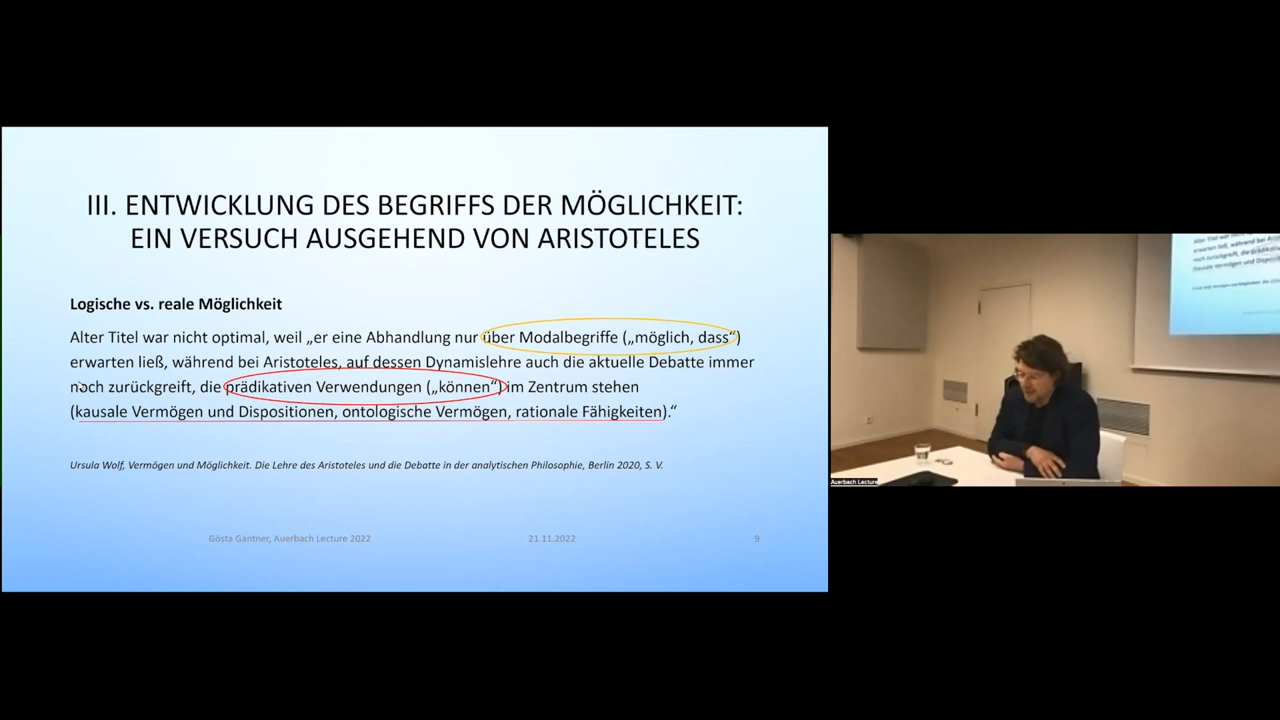 III. ENTWICKLUNG DES BEGRIFFS DER MÖGLICHKEIT:
EIN VERSUCH AUSGEHEND VON ARISTOTELES
Logische vs. reale Möglichkeit
Alter Titel war nicht optimal, weil „er eine Abhandlung nur über Modalbegriffe („möglich, dass“)
erwarten ließ, während bei Aristoteles, auf dessen Dynamislehre auch die aktuelle Debatte immer
noch zurückgreift, die prädikativen Verwendungen („können“) im Zentrum stehen
(kausale Vermögen und Dispositionen, ontologische Vermögen, rationale Fähigkeiten).“
Ursula Wolf, Vermögen und Möglichkeit. Die Lehre des Aristoteles und die Debatte in der analytischen Philosophie, Berlin 2020, S. V.
Gösta Gantner, Auerbach Lecture 2022
21.11.2022
9
Auerbach Lecture